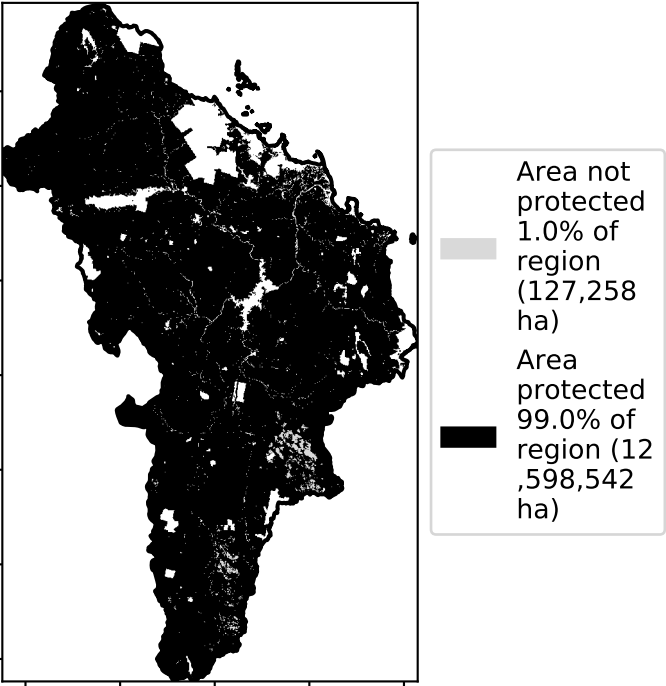 Area not
protected
1.0% of
region
(127,258
ha)
Area
protected
99.0% of
region (12
,598,542
ha)